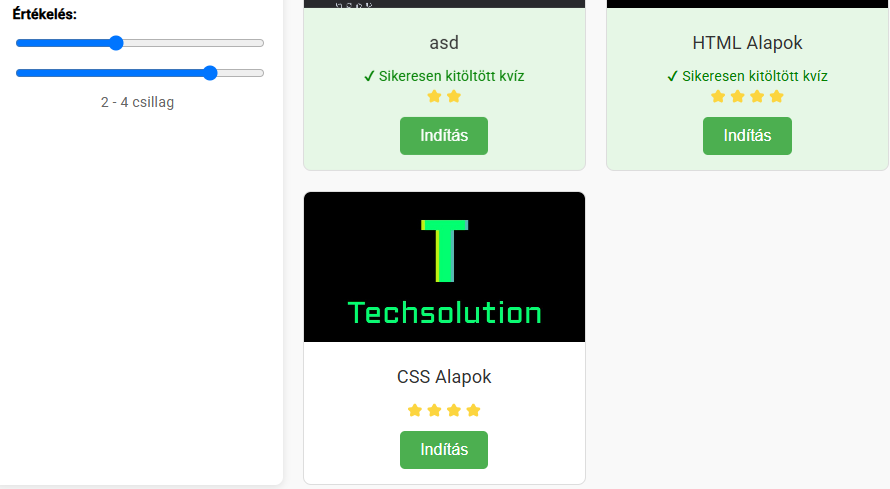 Értékelés:
2 - 4 csillag
asd
✓ Sikeresen kitöltött kvíz
Indítás
HTML Alapok
✓ Sikeresen kitöltött kvíz
Indítás
T
Techsolution
CSS Alapok
Indítás